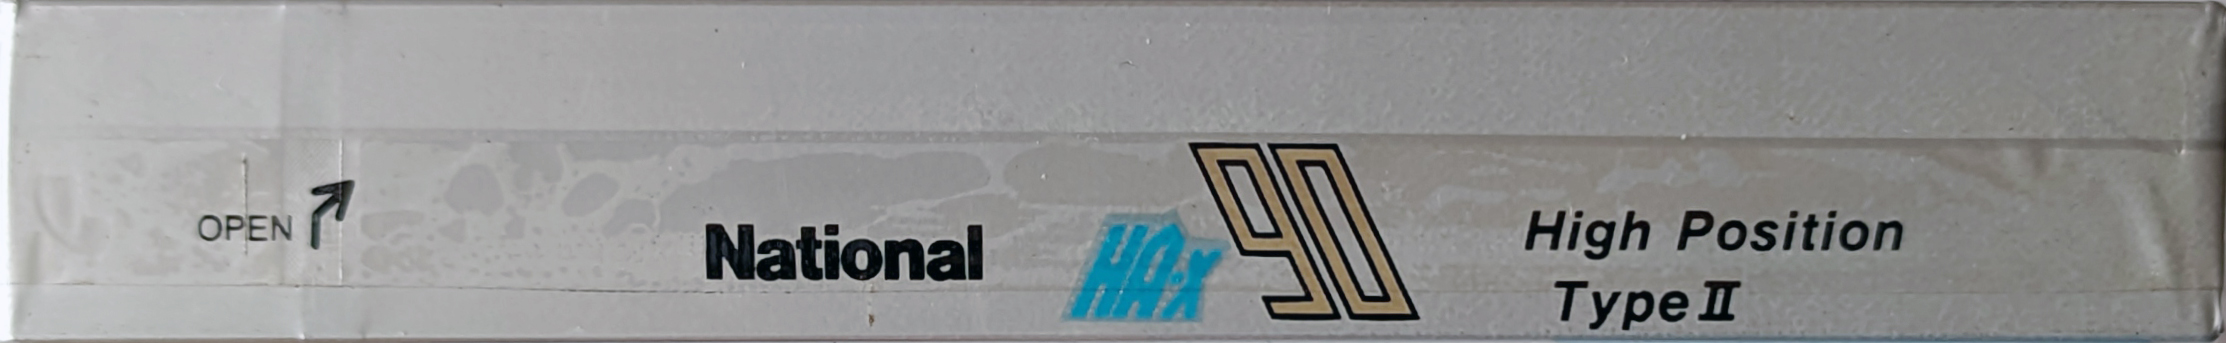 OPEN
National HA-X 90 High Position
Type II